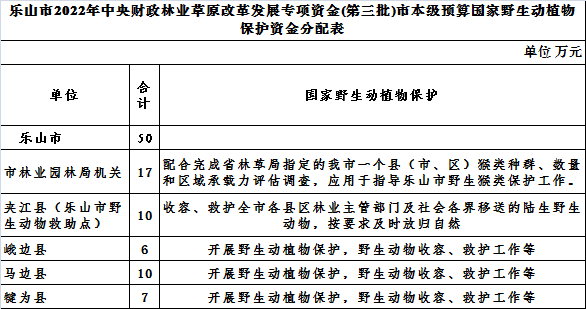 乐山市2022年中央财政林业草原改革发展专项资金(第三批)市本级预算国家野生动植物
保护资金分配表
单位 万元
单位 合计 国家野生动植物保护
乐山市 50
市林业园林局机关 17 配合完成省林草局指定的我市一个县（市、区）猴类种群、数量
和区域承载力评估调查，应用于指导乐山市野生猴类保护工作。
夹江县（乐山市野
生动物救助点） 10 收容、救护全市各县区林业主管部门及社会各界移送的陆生野生
动物，按要求及时放归自然
峨边县 6 开展野生动植物保护，野生动物收容、救护工作等
马边县 10 开展野生动植物保护，野生动物收容、救护工作等
犍为县 7 开展野生动植物保护，野生动物收容、救护工作等